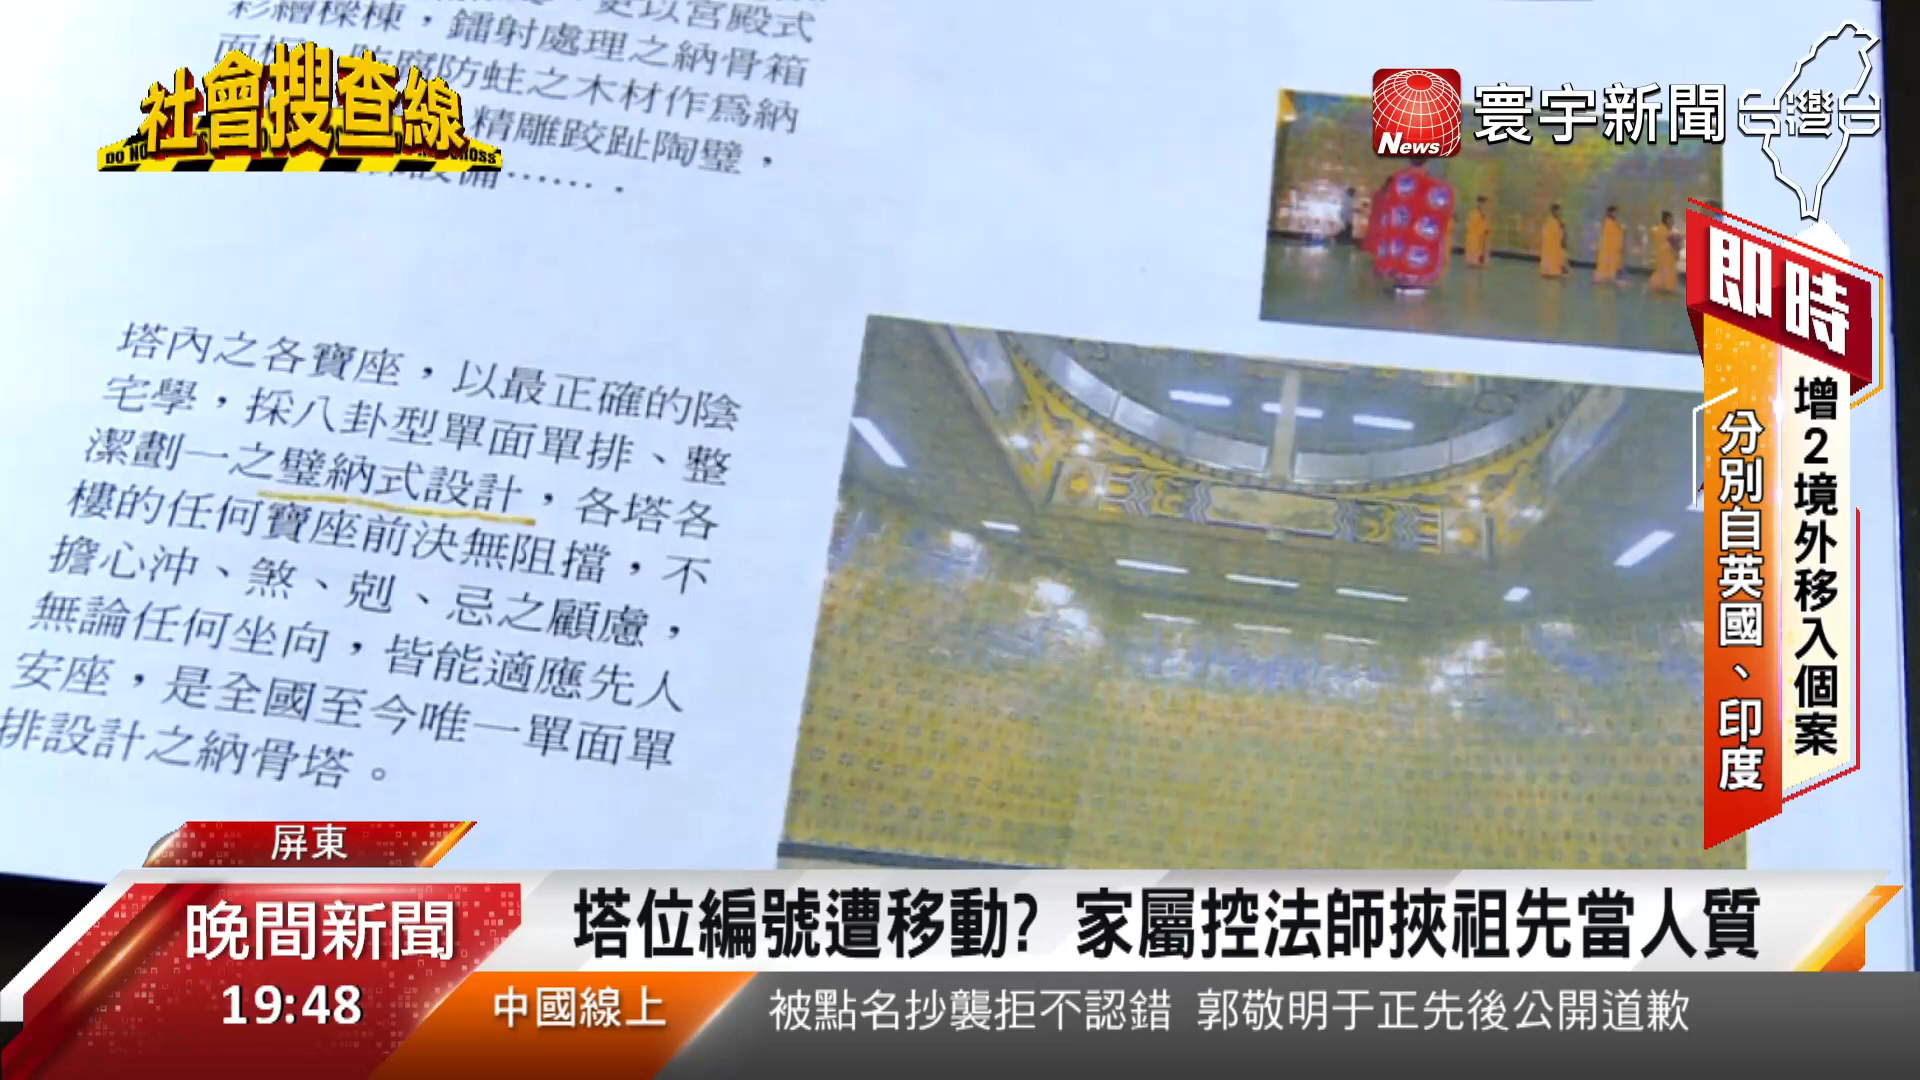 彩繪樑棟，鐳射處理之納骨箱
防蛀之木材作爲納
精雕跤趾陶璧，
設備……．
社會搜查線
DO NO
CROSS
News
寰宇新聞
台灣台
即時
增2境外移入個案
分別自英國、印度
塔內之各寶座，以最正確的陰
宅學，採八卦型單面單排、整
潔劃一之璧納式設計，各塔各
樓的任何寶座前決無阻擋，不
擔心沖、煞、剋、忌之顧慮，
無論任何坐向，皆能適應先人
安座，是全國至今唯一單面單
排設計之納骨塔。
屏東
晚間新聞
塔位編號遭移動? 家屬控法師挾祖先當人質
19:48
中國線上
被點名抄襲拒不認錯 郭敬明于正先後公開道歉